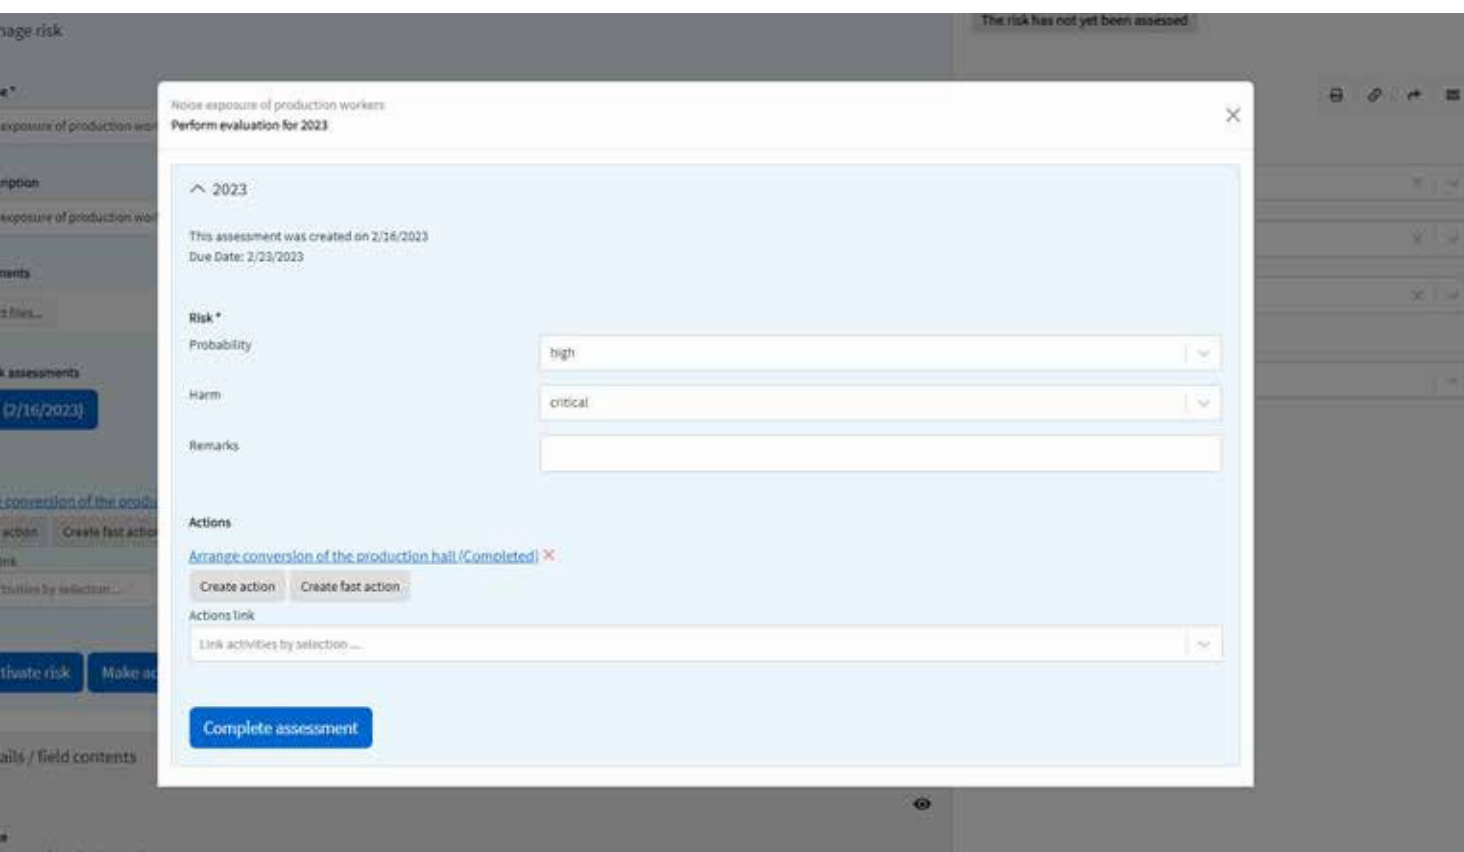 The risk has not yet been assessed
nage risk
Noise exposure of production workers
Perform evaluation for 2023
exposure of production wor
ription
exposure of production wor
2023
This assessment was created on 2/16/2023
Due Date: 2/23/2023
ments
Risk *
Probability
high
k assessments
Harm
critical
(2/16/2023)
Remarks
conversion of the produ
Actions
action
Create fast action
Arrange conversion of the production hall (Completed)
Create action
Create fast action
Actions link
tivities by selection ...
Link activities by selection ...
tivate risk
Make ac
Complete assessment
ails / field contents